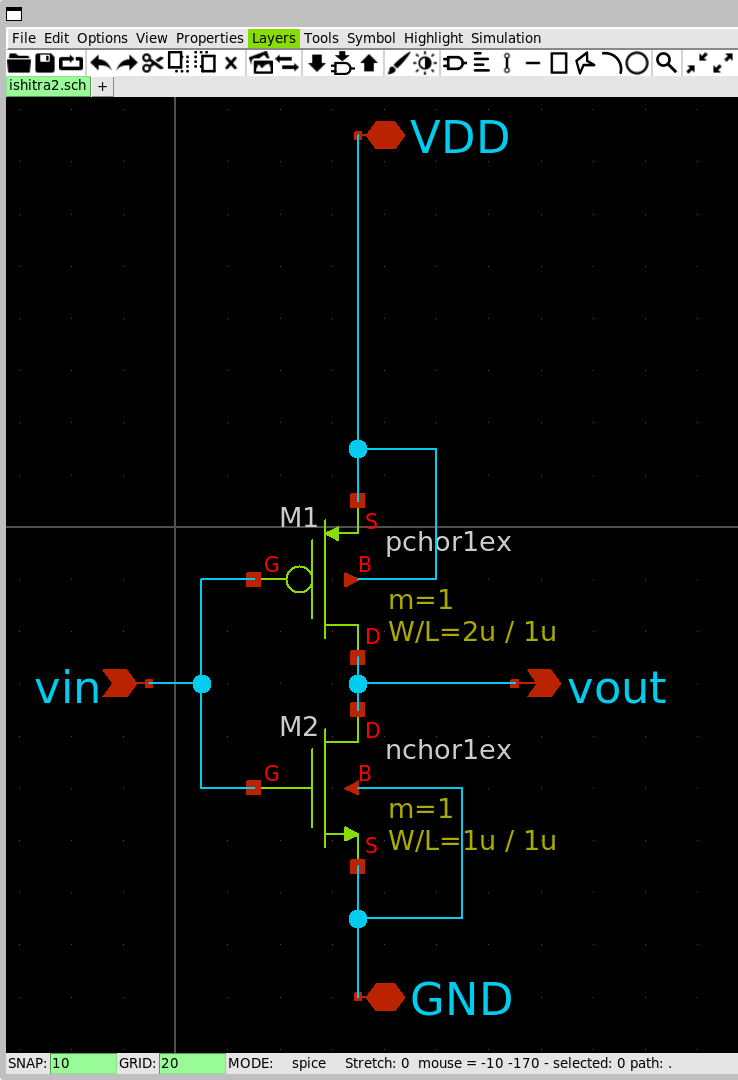 File Edit Options View Properties Layers Tools Symbol Highlight Simulation
ishitra2.sch +
VDD
M1
S
pchor1ex
G
B
m=1
W/L=2u / 1u
D
vin
vout
M2
D
nchor1ex
G
B
m=1
W/L=1u / 1u
S
GND
SNAP: 10 GRID: 20 MODE: spice Stretch: 0 mouse = -10 -170 - selected: 0 path: .